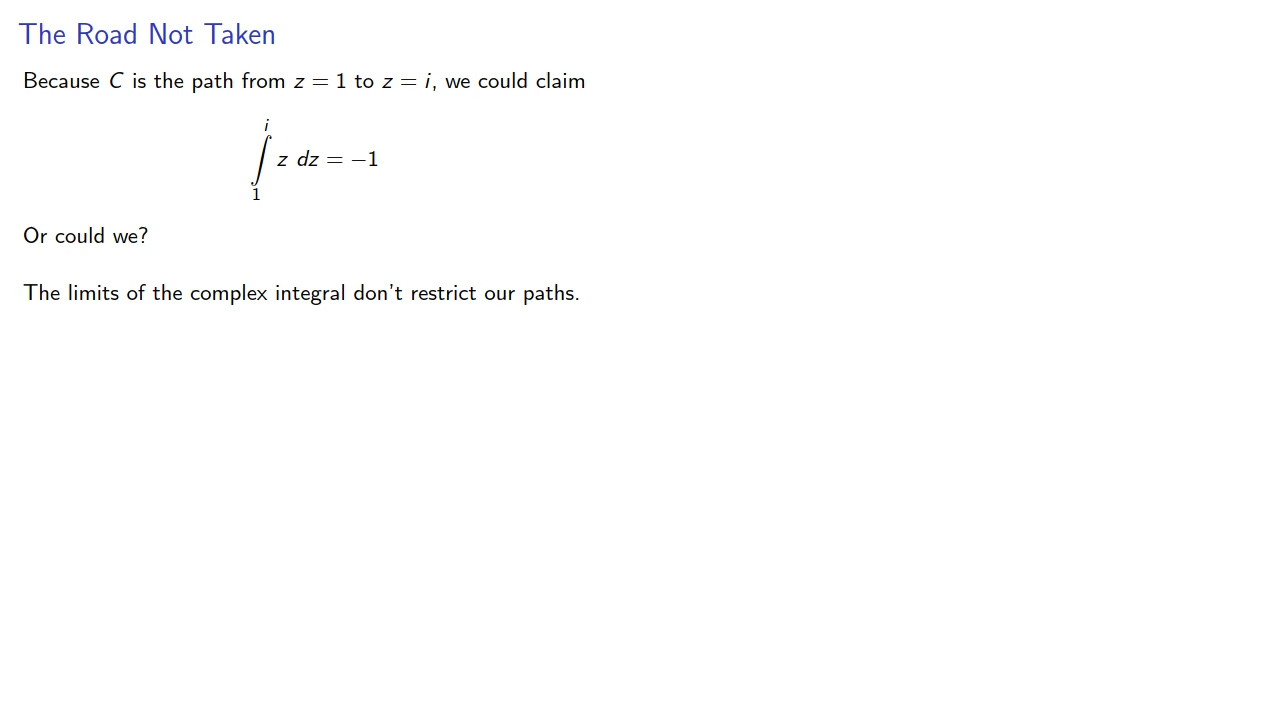 The Road Not Taken
Because C is the path from z = 1 to z = i, we could claim
i
∫ z dz = −1
1
Or could we?
The limits of the complex integral don't restrict our paths.